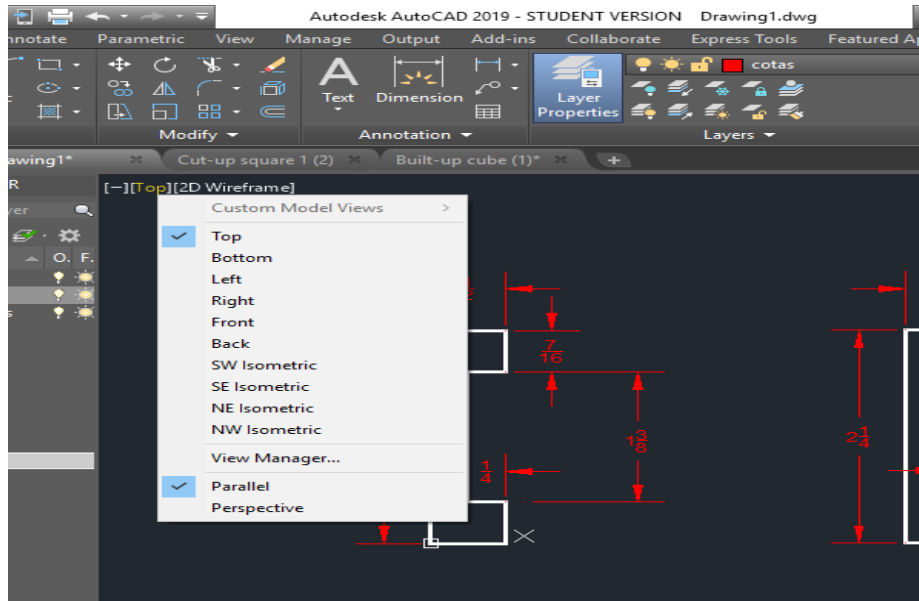 Autodesk AutoCAD 2019 - STUDENT VERSION Drawing1.dwg
nnotate Parametric View Manage Output Add-ins Collaborate Express Tools Featured Ap
Text Dimension Layer Properties cotas
Modify Annotation Layers
awing1* Cut-up square 1 (2) Built-up cube (1)* +
R [−][Top][2D Wireframe]
yer
Custom Model Views >
O. F.
Top
Bottom
Left
Right
Front
Back
SW Isometric
SE Isometric
NE Isometric
NW Isometric
View Manager...
Parallel
Perspective
7/16
1 3/8
2 1/4
1/4